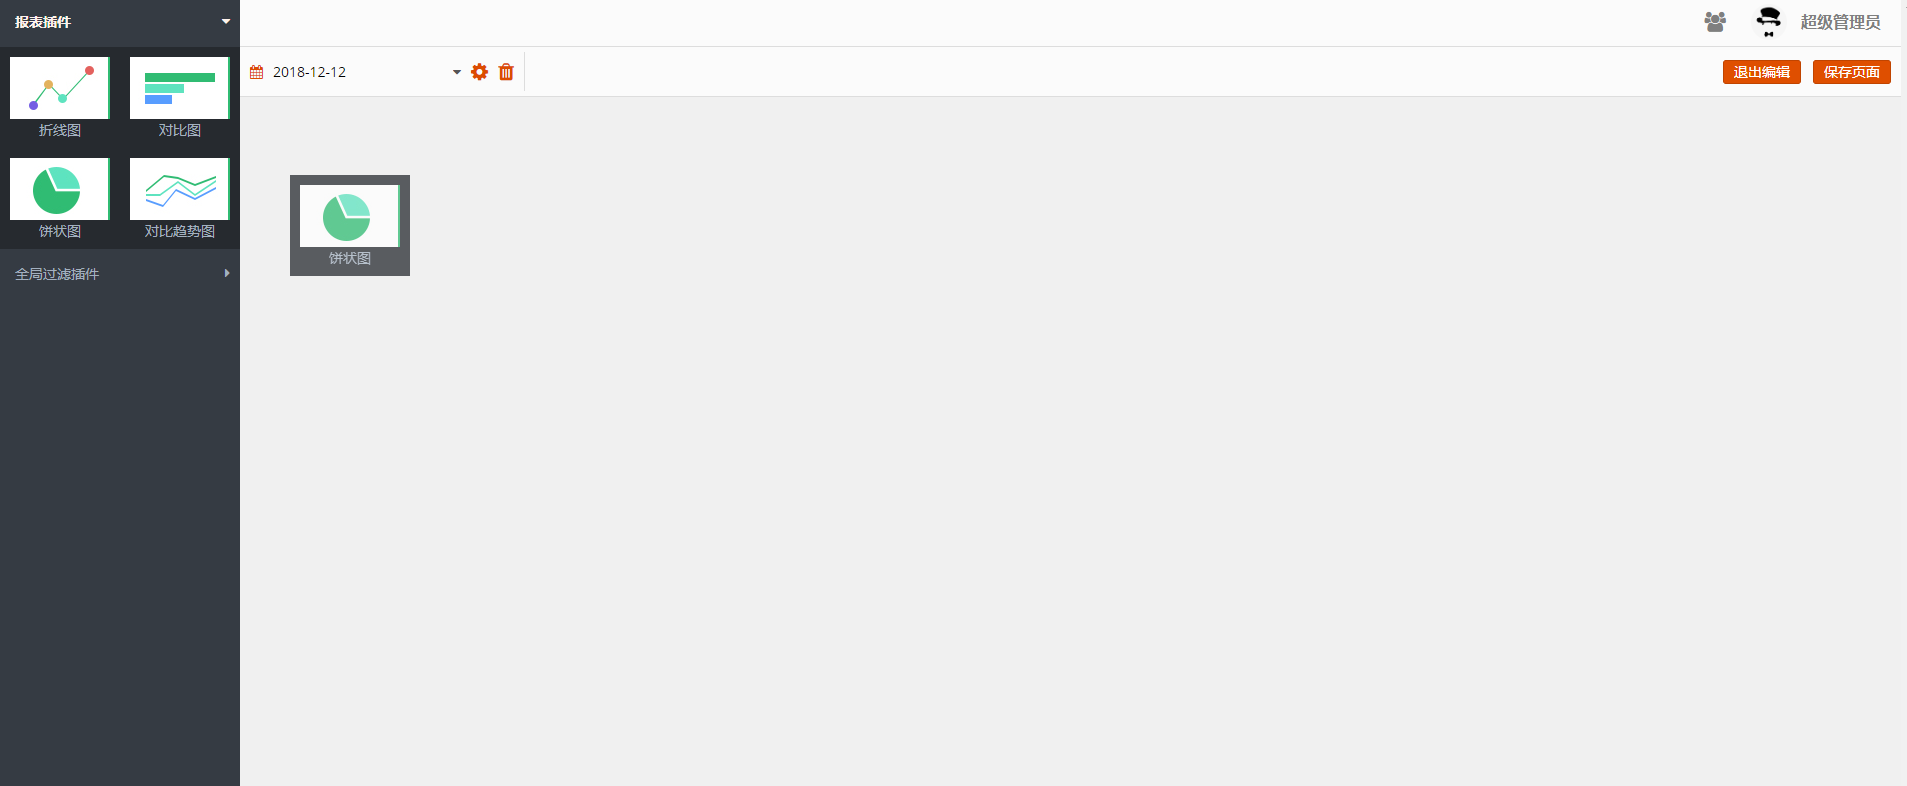 报表插件
超级管理员
2018-12-12
退出编辑
保存页面
折线图
对比图
饼状图
对比趋势图
全局过滤插件
饼状图